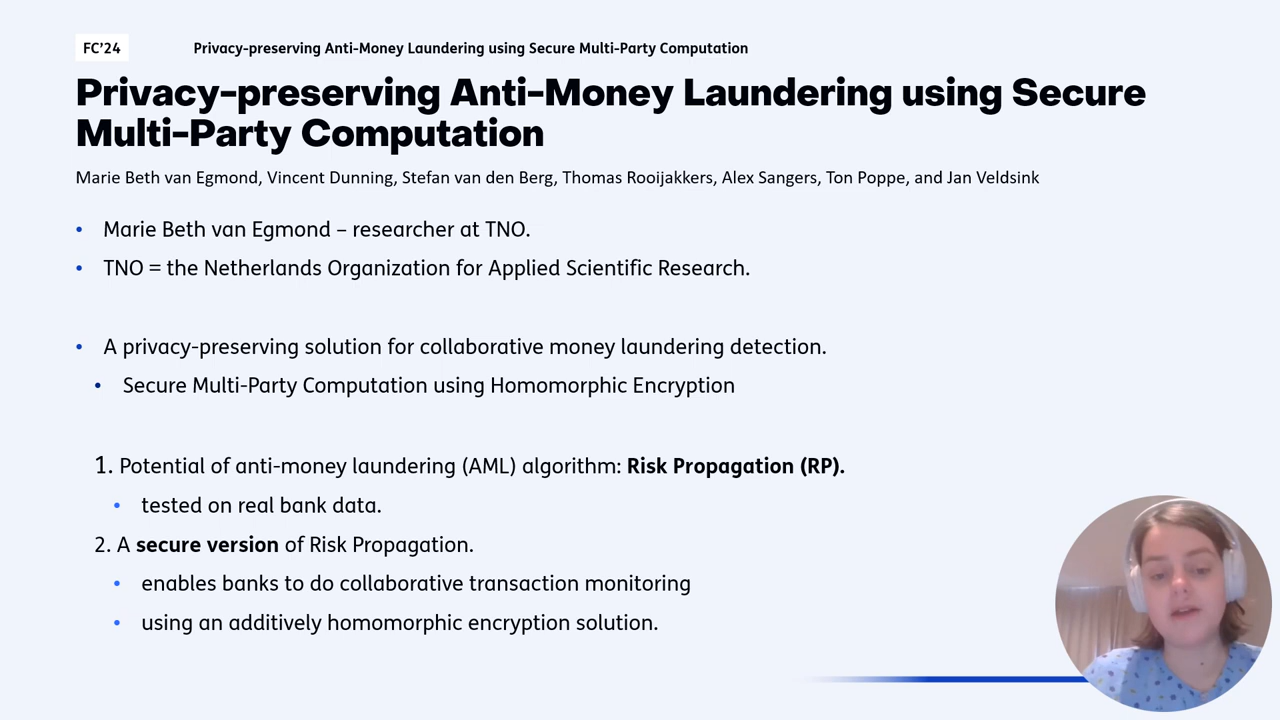 FC’24
Privacy-preserving Anti-Money Laundering using Secure Multi-Party Computation
Privacy-preserving Anti-Money Laundering using Secure
Multi-Party Computation
Marie Beth van Egmond, Vincent Dunning, Stefan van den Berg, Thomas Rooijakkers, Alex Sangers, Ton Poppe, and Jan Veldsink
• Marie Beth van Egmond – researcher at TNO.
• TNO = the Netherlands Organization for Applied Scientific Research.
• A privacy-preserving solution for collaborative money laundering detection.
• Secure Multi-Party Computation using Homomorphic Encryption
1. Potential of anti-money laundering (AML) algorithm: Risk Propagation (RP).
• tested on real bank data.
2. A secure version of Risk Propagation.
• enables banks to do collaborative transaction monitoring
• using an additively homomorphic encryption solution.